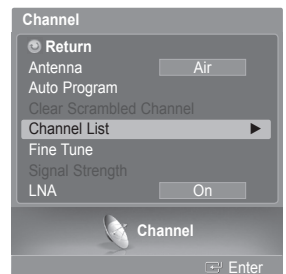 Channel
Return
Antenna Air
Auto Program
Clear Scrambled Channel
Channel List
Fine Tune
Signal Strength
LNA On
Channel
Enter